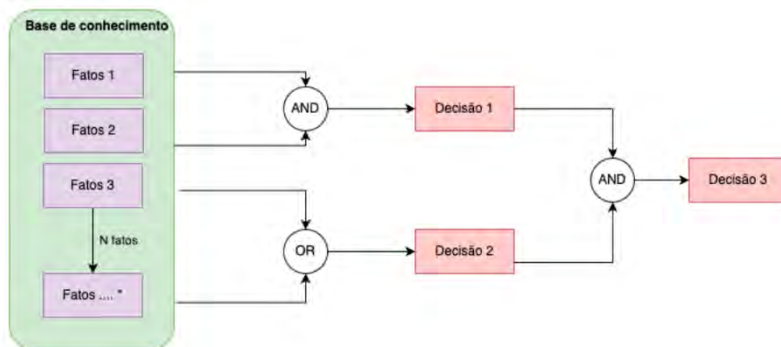 Base de conhecimento
Fatos 1
AND
Decisão 1
Fatos 2
Fatos 3
AND
Decisão 3
N fatos
OR
Decisão 2
Fatos .... *